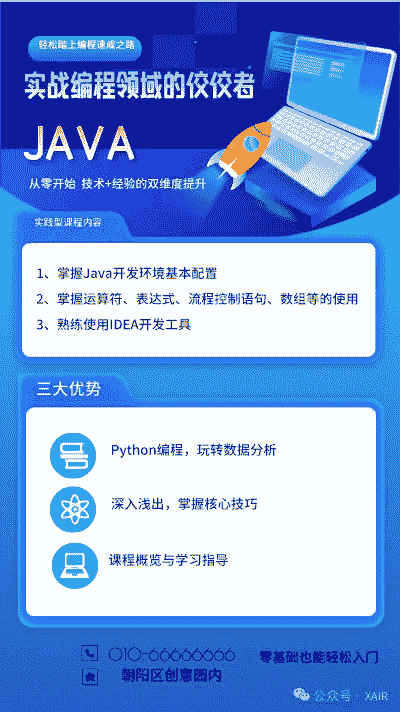 轻松踏上编程速成之路
实战编程领域的佼佼者
JAVA
从零开始 技术+经验的双维度提升
实践型课程内容
1、掌握Java开发环境基本配置
2、掌握运算符、表达式、流程控制语句、数组等的使用
3、熟练使用IDEA开发工具
三大优势
Python编程，玩转数据分析
深入浅出，掌握核心技巧
课程概览与学习指导
010-66666666
零基础也能轻松入门
朝阳区创意园内
公众号 · XAIR